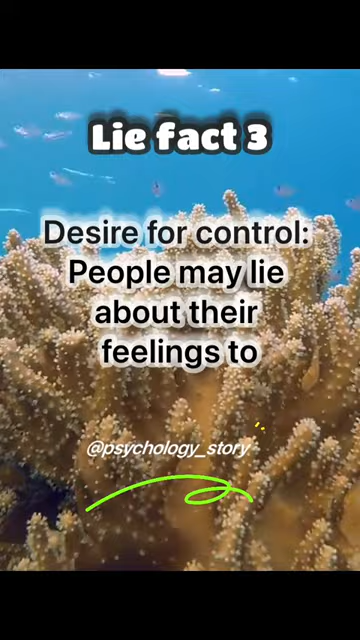 Lie fact 3
Desire for control:
People may lie
about their
feelings to
@psychology_story